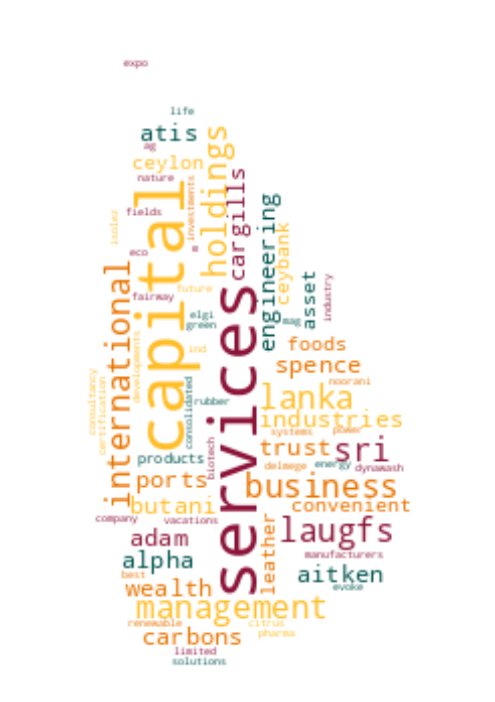 expo
life
atis
ag
ceylon
nature
holdings
cargills
capital
investments
fields
isolez
engineering
ceybank
eco
m
international
future
fairway
asset
industry
elgi
green
mag
services
foods
ind
developments
spence
noorani
consultancy
certification
consolidated
rubber
lanka
industries
systems
power
trust
sri
products
biotech
delmege
energy
dynawash
ports
business
butani
convenient
company
vacations
leather
laugfs
adam
manufacturers
alpha
aitken
best
wealth
evoke
management
renewable
citrus
carbons
pharma
limited
solutions